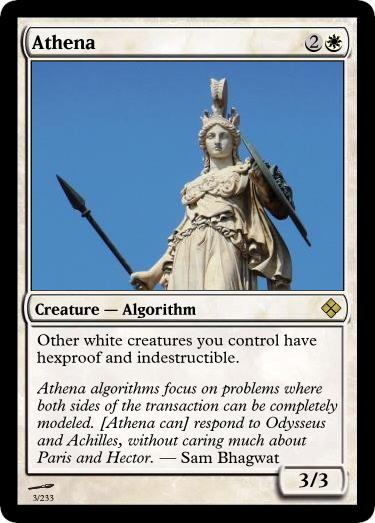 Athena 2
Creature — Algorithm
Other white creatures you control have
hexproof and indestructible.
Athena algorithms focus on problems where
both sides of the transaction can be completely
modeled. [Athena can] respond to Odysseus
and Achilles, without caring much about
Paris and Hector. — Sam Bhagwat
3/3
3/233